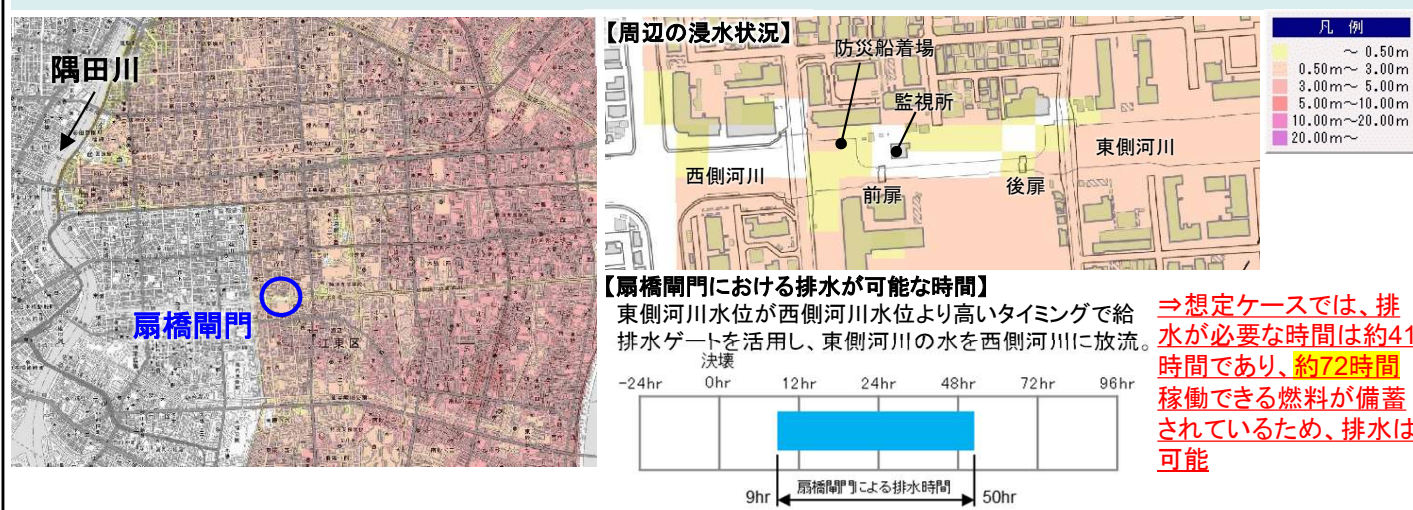 隅田川
扇橋閘門
江東区
【周辺の浸水状況】
防災船着場
監視所
西側河川
東側河川
前扉
後扉
凡 例
～ 0.50m
0.50m～ 3.00m
3.00m～ 5.00m
5.00m～10.00m
10.00m～20.00m
20.00m～
【扇橋閘門における排水が可能な時間】
東側河川水位が西側河川水位より高いタイミングで給
排水ゲートを活用し、東側河川の水を西側河川に放流。
決壊
-24hr 0hr 12hr 24hr 48hr 72hr 96hr
扇橋閘門による排水時間
9hr 50hr
⇒想定ケースでは、排
水が必要な時間は約41
時間であり、約72時間
稼働できる燃料が備蓄
されているため、排水は
可能